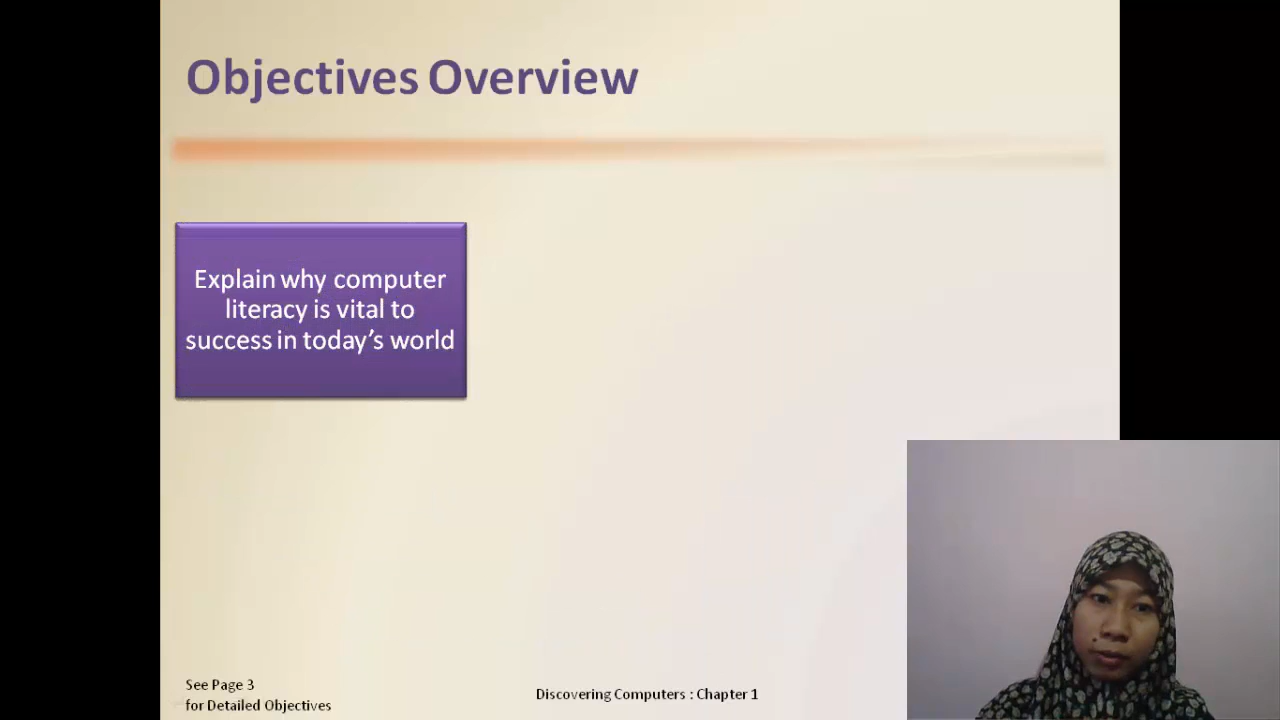 Objectives Overview
Explain why computer
literacy is vital to
success in today's world
See Page 3
for Detailed Objectives
Discovering Computers : Chapter 1